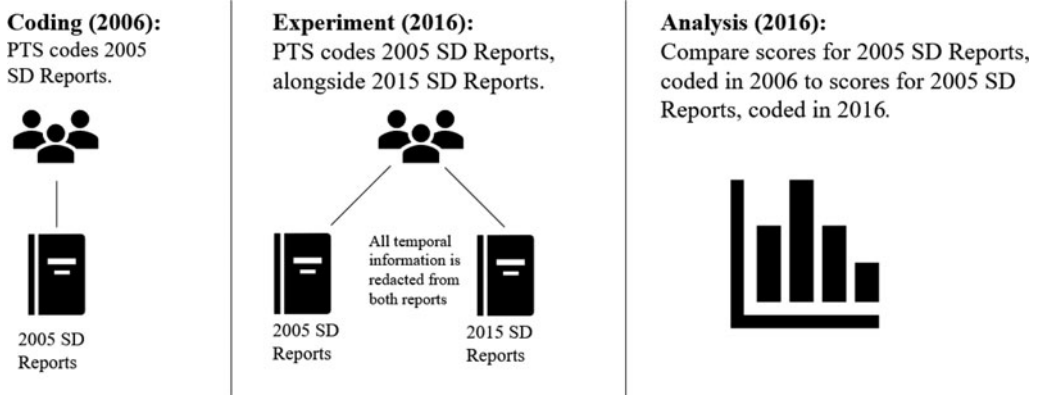 Coding (2006):
PTS codes 2005
SD Reports.
2005 SD
Reports
Experiment (2016):
PTS codes 2005 SD Reports,
alongside 2015 SD Reports.
All temporal
information is
redacted from
both reports
2005 SD
Reports
2015 SD
Reports
Analysis (2016):
Compare scores for 2005 SD Reports,
coded in 2006 to scores for 2005 SD
Reports, coded in 2016.